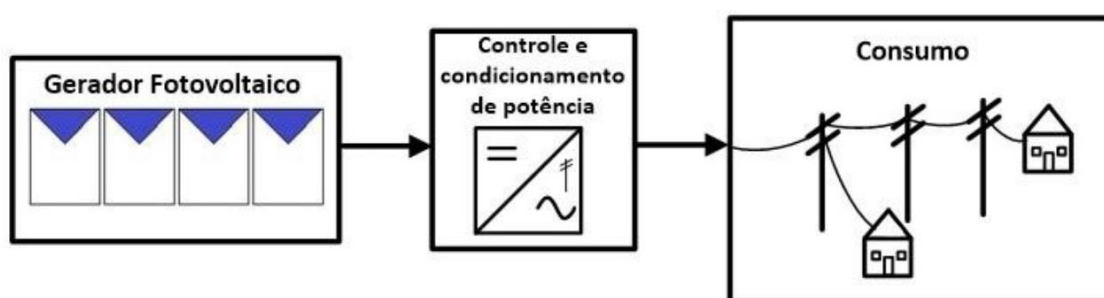 Gerador Fotovoltaico
Controle e
condicionamento
de potência
Consumo